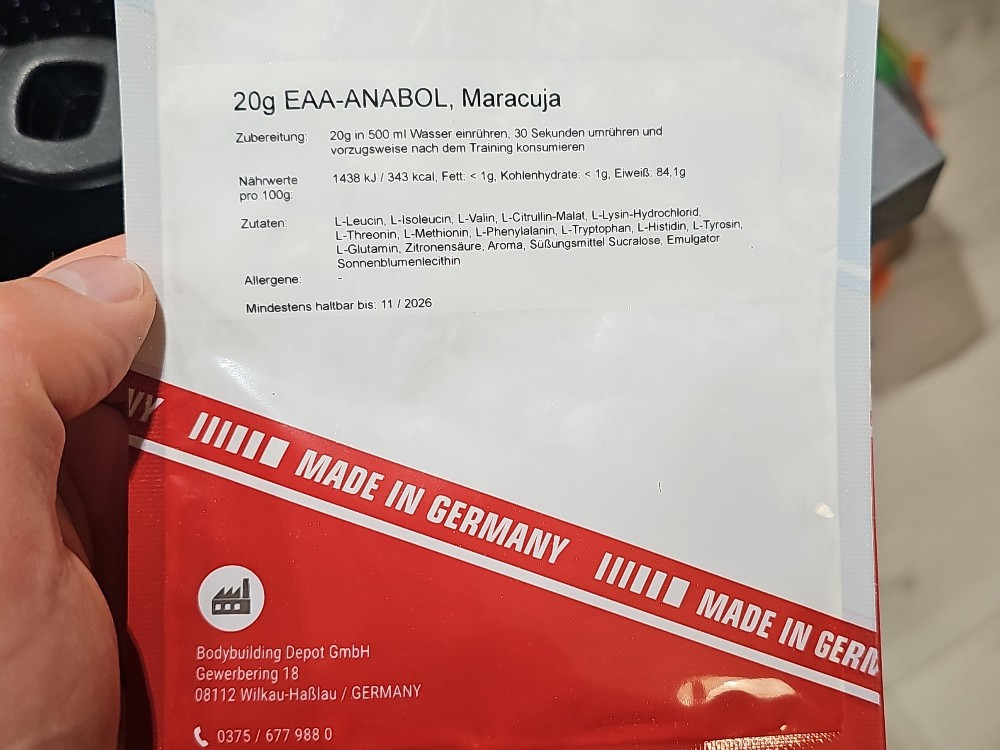 20g EAA-ANABOL, Maracuja
Zubereitung: 20g in 500 ml Wasser einrühren, 30 Sekunden umrühren und
vorzugsweise nach dem Training konsumieren
Nährwerte 1438 kJ / 343 kcal, Fett: < 1g, Kohlenhydrate: < 1g, Eiweiß: 84,1g
pro 100g:
Zutaten: L-Leucin, L-Isoleucin, L-Valin, L-Citrullin-Malat, L-Lysin-Hydrochlorid,
L-Threonin, L-Methionin, L-Phenylalanin, L-Tryptophan, L-Histidin, L-Tyrosin,
L-Glutamin, Zitronensäure, Aroma, Süßungsmittel Sucralose, Emulgator
Sonnenblumenlecithin
Allergene: -
Mindestens haltbar bis: 11 / 2026
NY MADE IN GERMANY MADE IN GERM
Bodybuilding Depot GmbH
Gewerbering 18
08112 Wilkau-Haßlau / GERMANY
0375 / 677 988 0